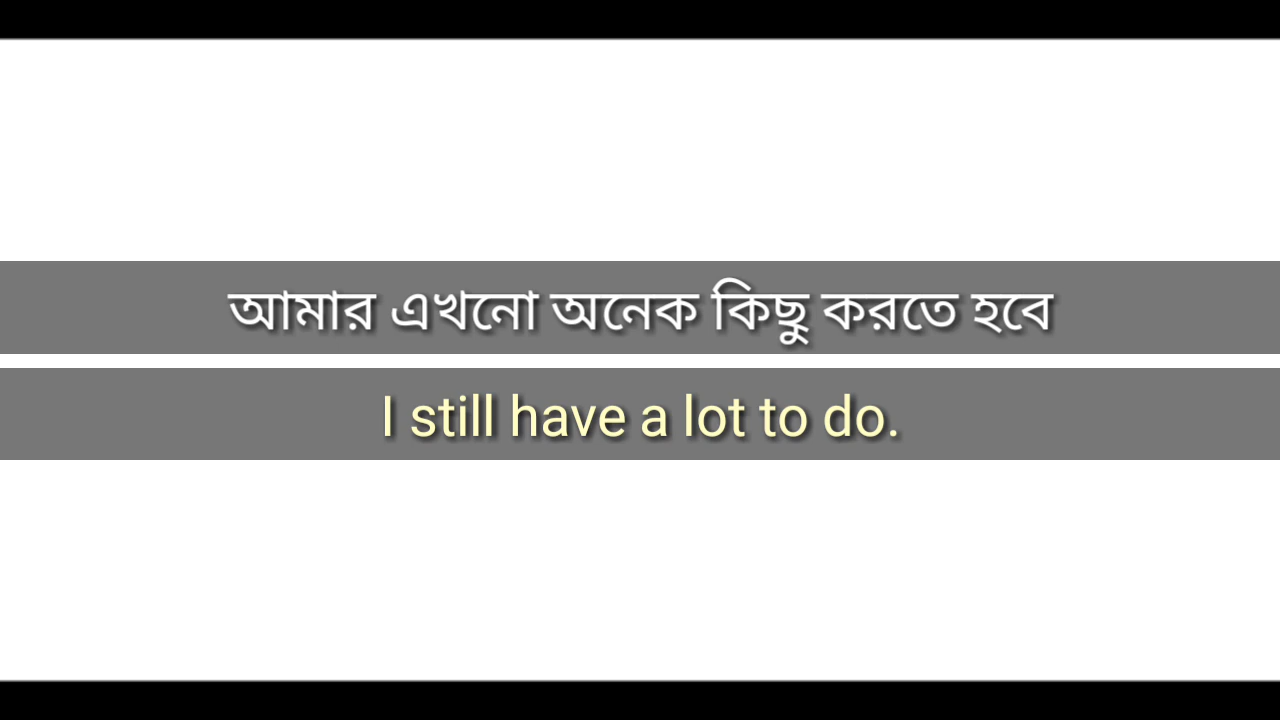 আমার এখনো অনেক কিছু করতে হবে
I still have a lot to do.